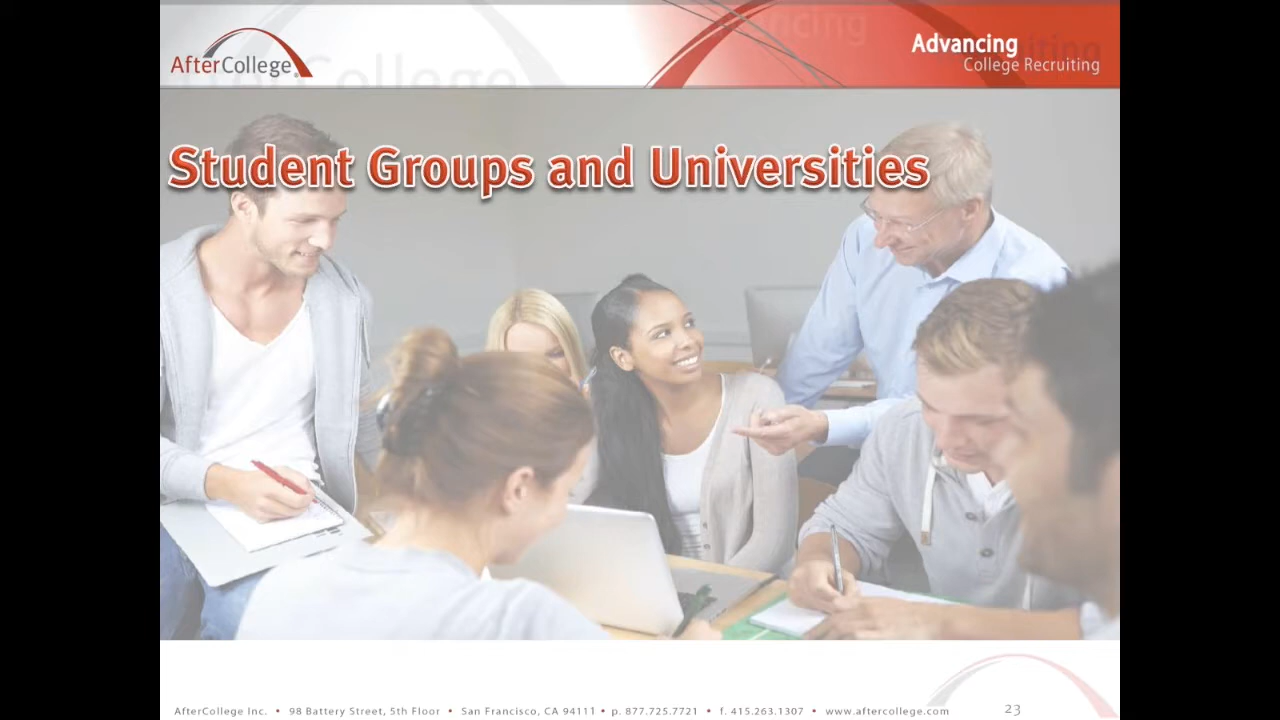 AfterCollege
Advancing
College Recruiting
Student Groups and Universities
AfterCollege Inc. • 98 Battery Street, 5th Floor • San Francisco, CA 94111 • p. 877.725.7721 • f. 415.263.1307 • www.aftercollege.com
23